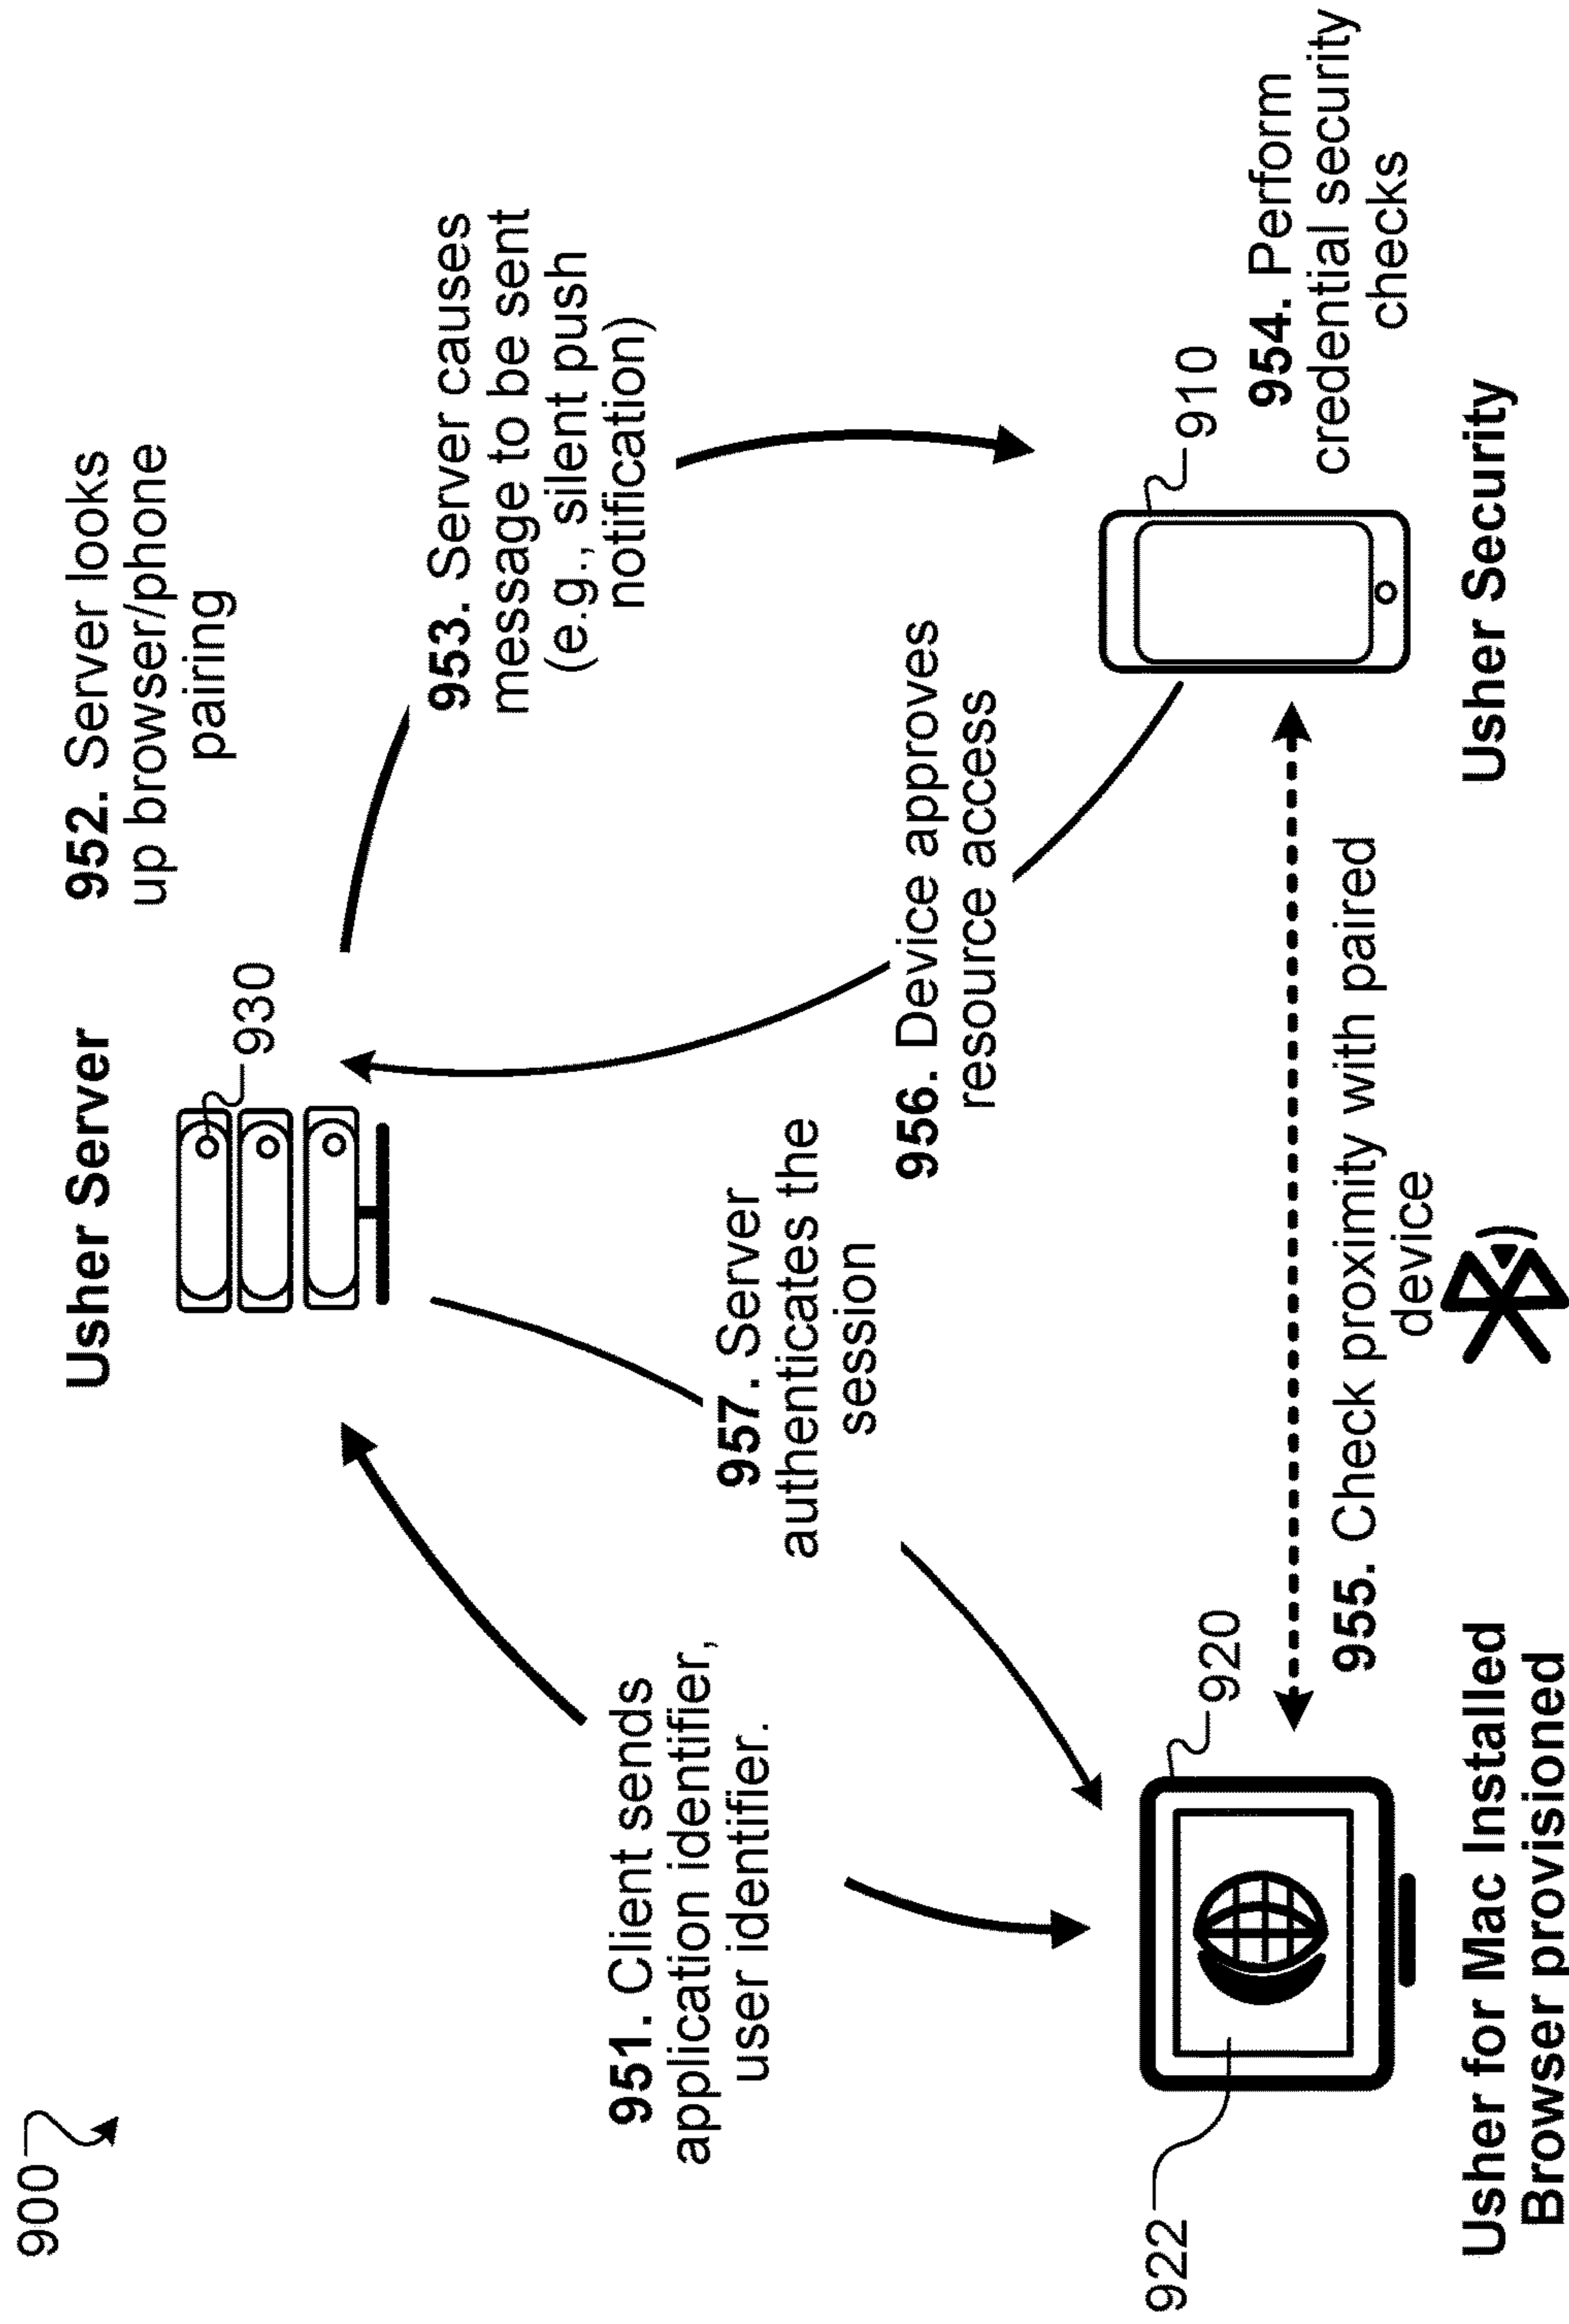 900
Usher Server
930
952. Server looks
up browser/phone
pairing
953. Server causes
message to be sent
(e.g., silent push
notification)
951. Client sends
application identifier,
user identifier.
957. Server
authenticates the
session
956. Device approves
resource access
922
920
910
954. Perform
credential security
checks
955. Check proximity with paired
device
Usher for Mac Installed
Browser provisioned
Usher Security